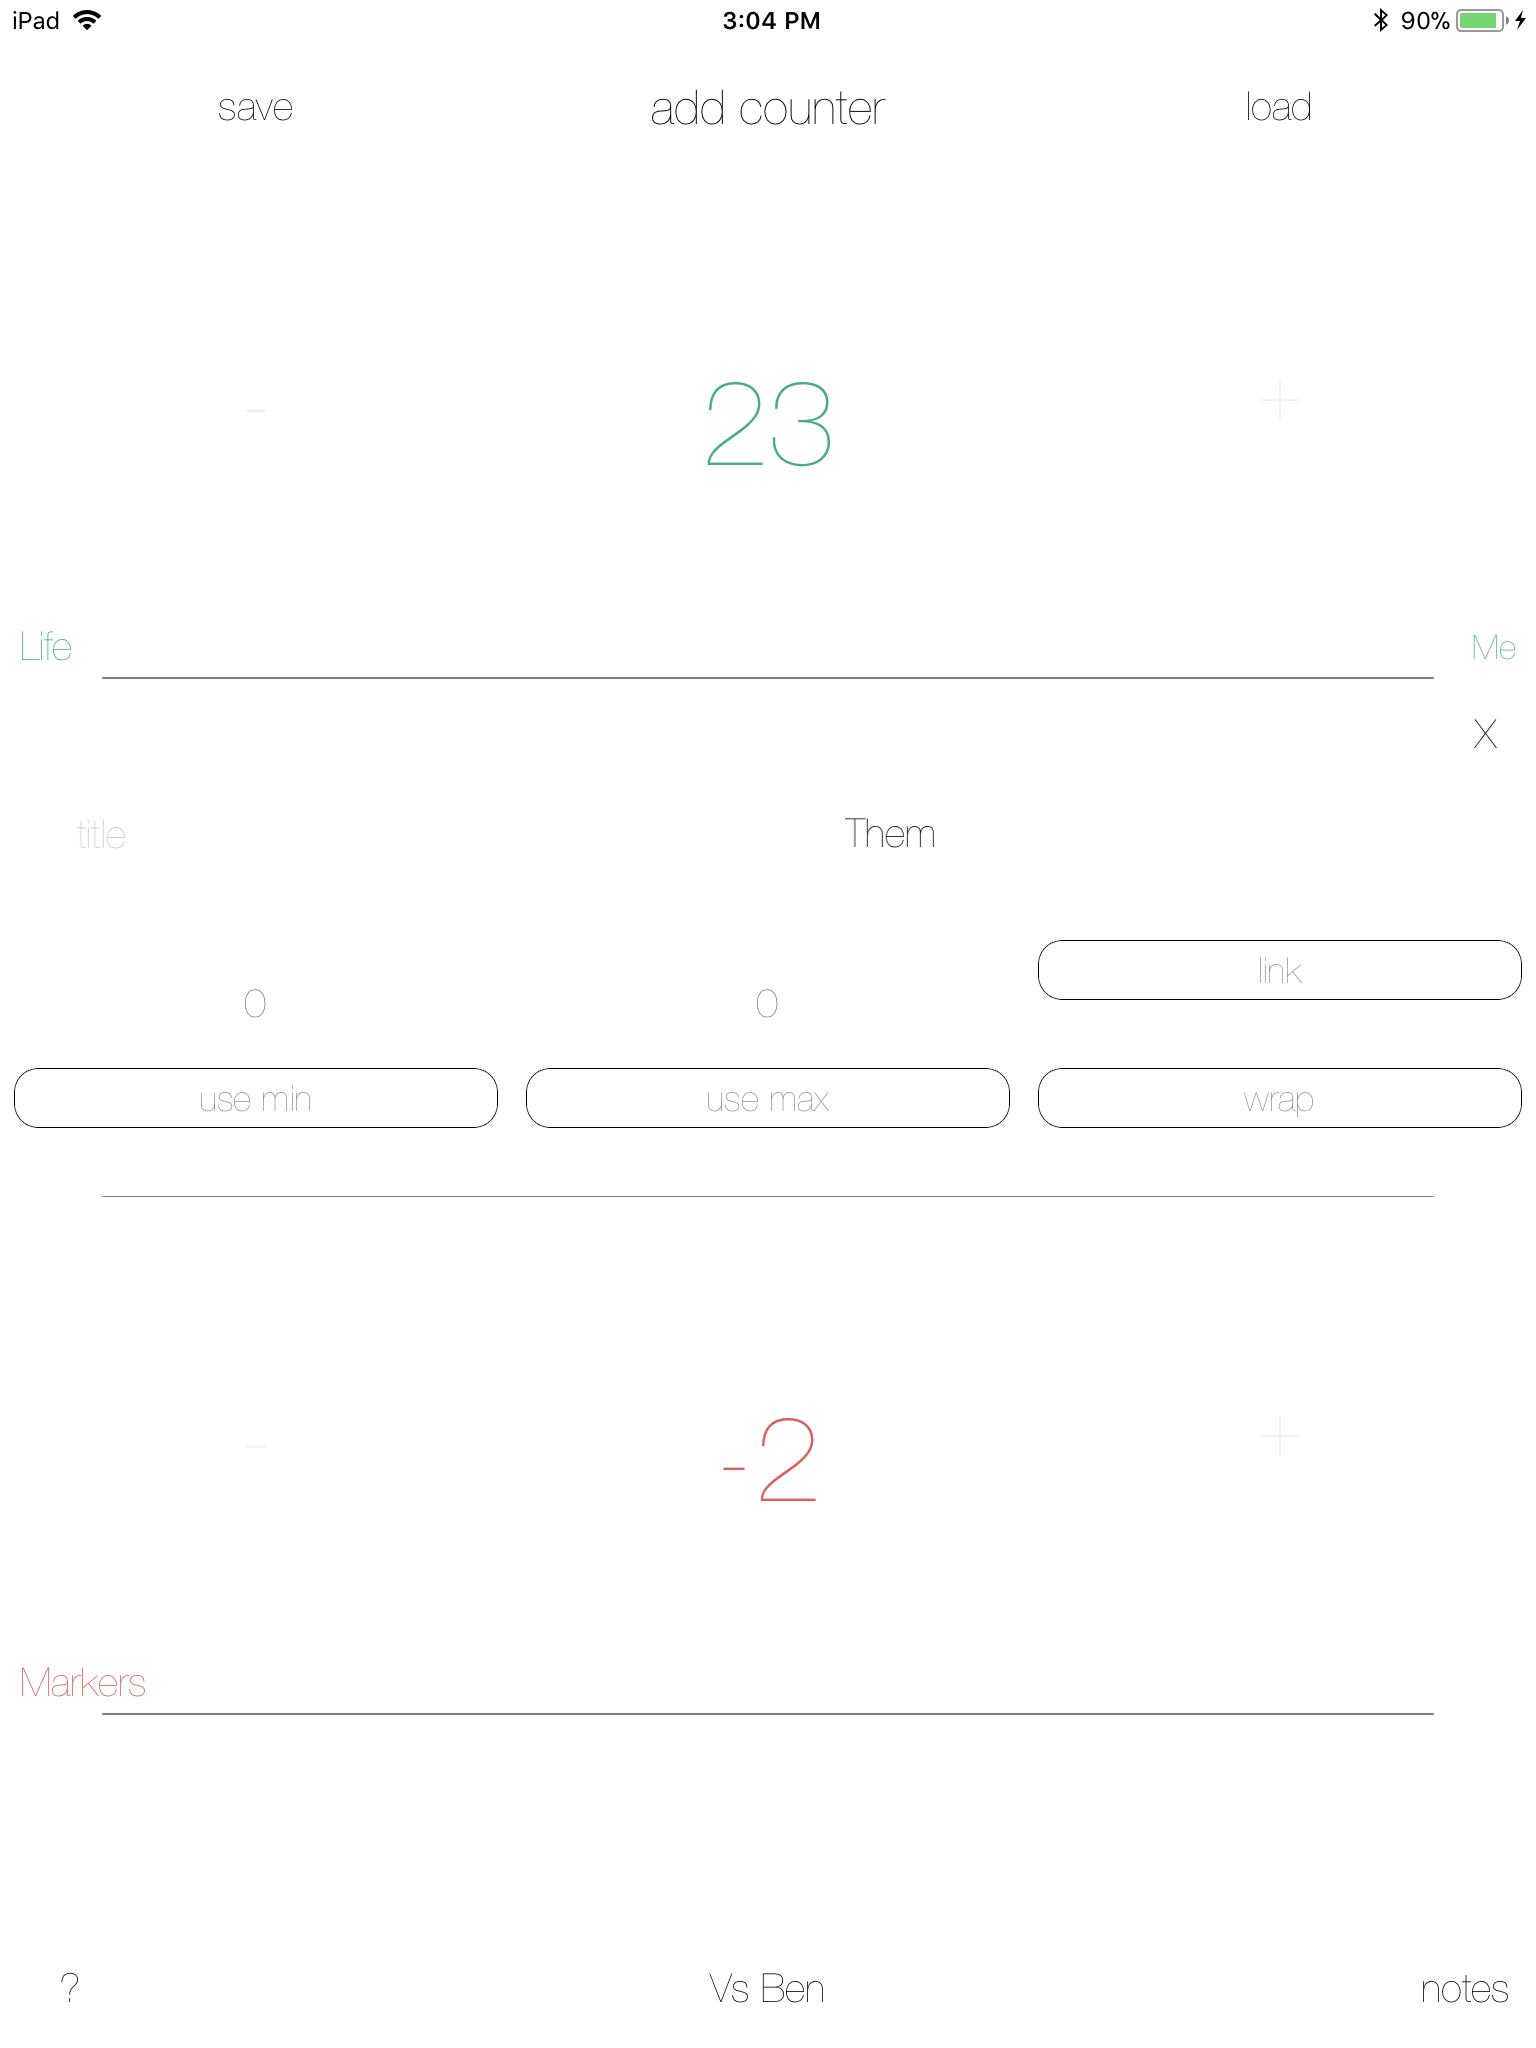 iPad 3:04 PM 90%
save add counter load
- 23 +
Life Me
X
title Them
link
0 0
use min use max wrap
- -2 +
Markers
? Vs Ben notes